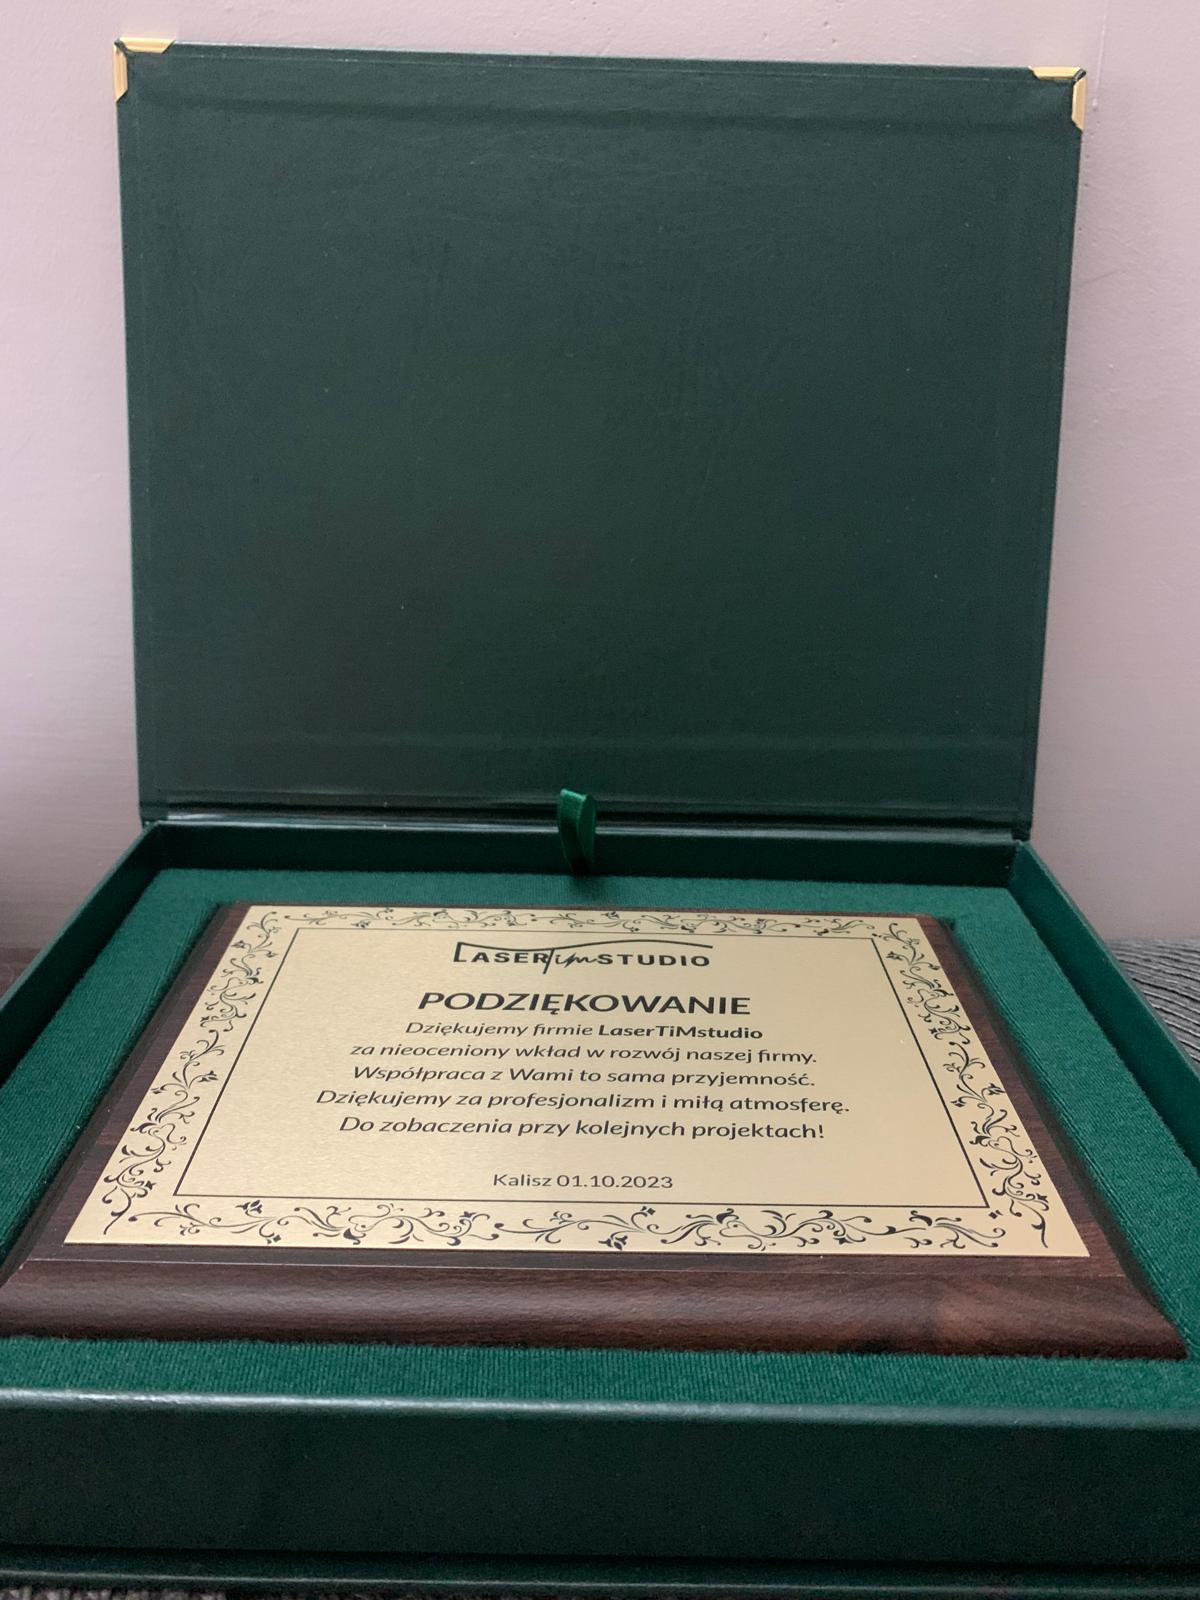 LASERTimSTUDIO
PODZIĘKOWANIE
Dziękujemy firmie LaserTiMstudio
za nieoceniony wkład w rozwój naszej firmy.
Współpraca z Wami to sama przyjemność.
Dziękujemy za profesjonalizm i miłą atmosferę.
Do zobaczenia przy kolejnych projektach!
Kalisz 01.10.2023